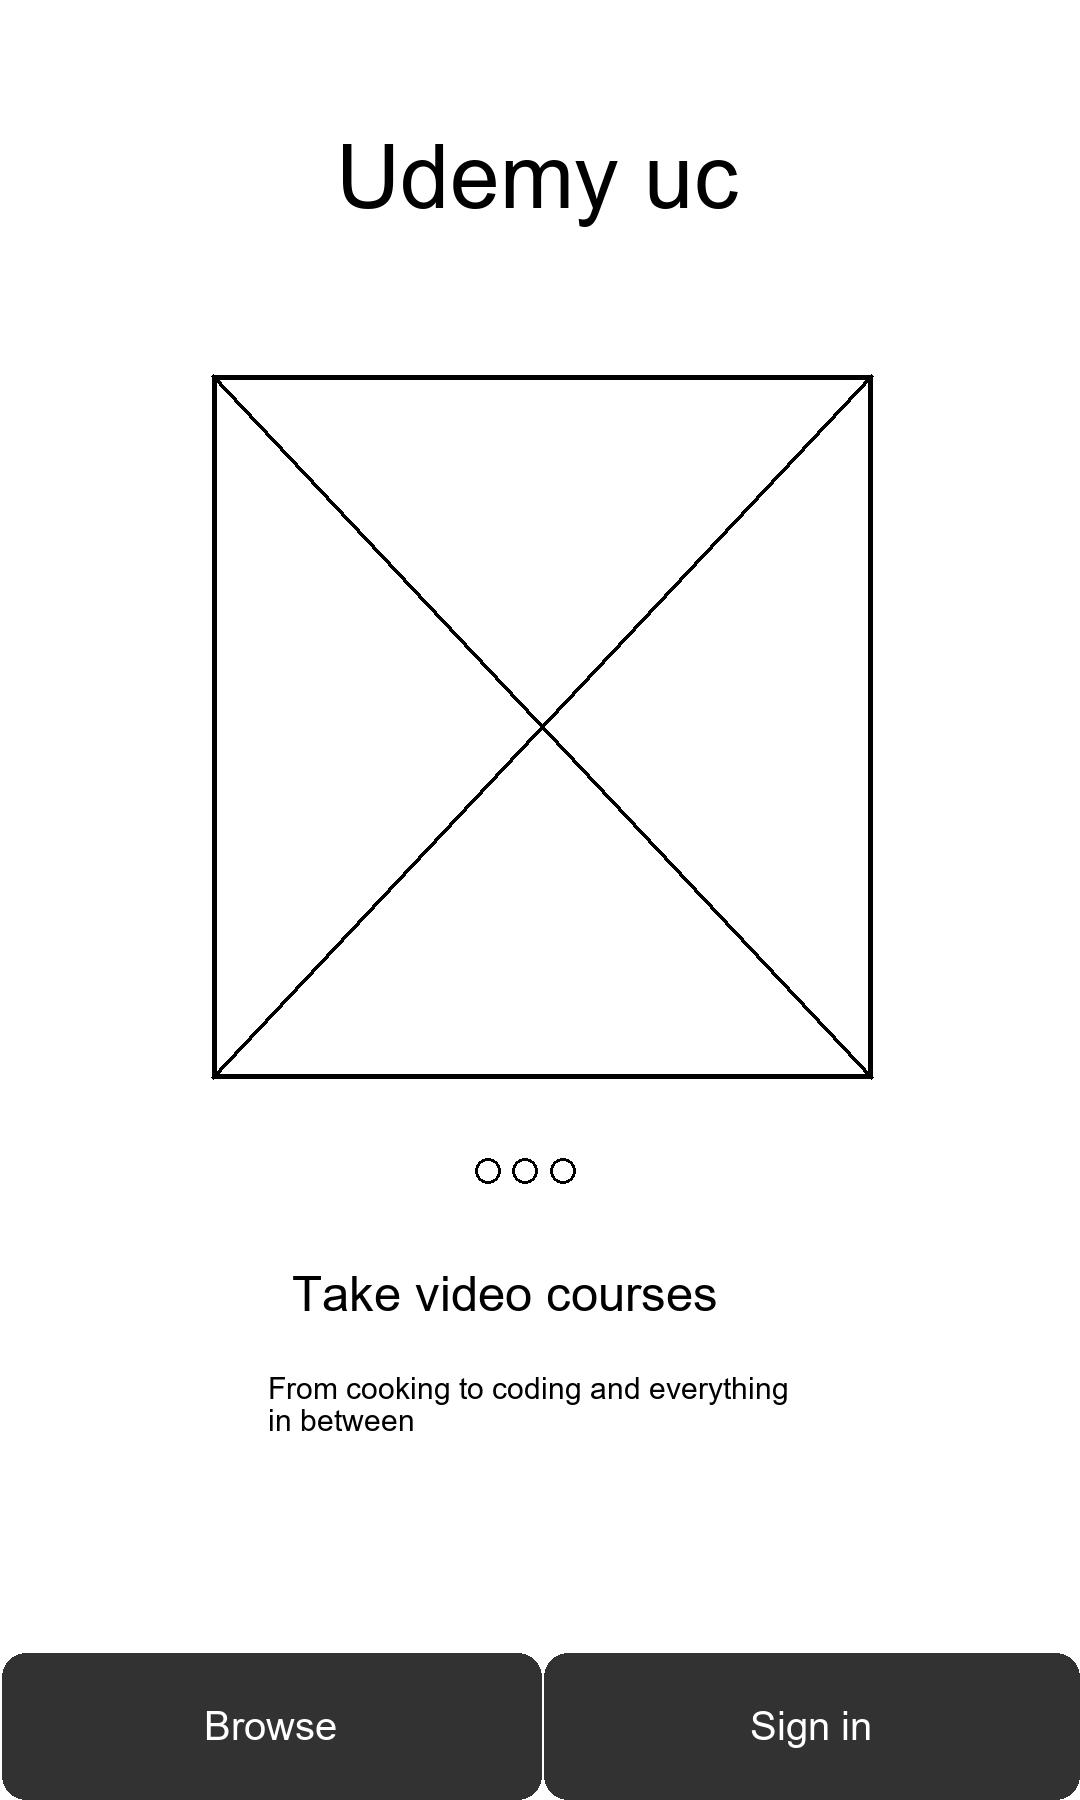 Udemy uc
Take video courses
From cooking to coding and everything
in between
Browse
Sign in